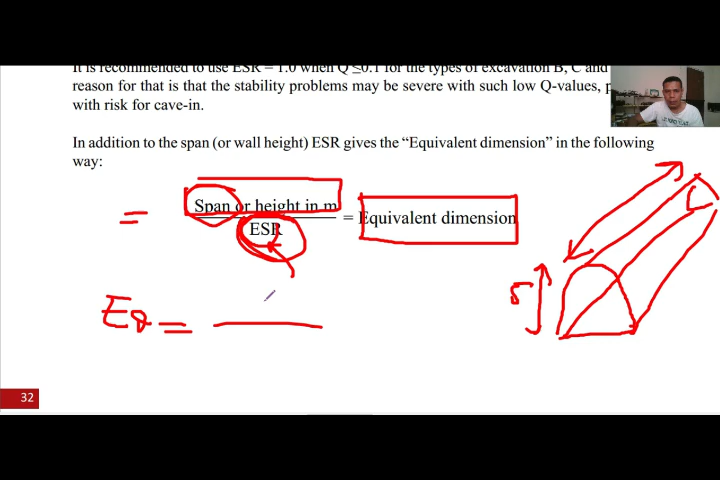 It is recommended to use ESR = 1.0 when Q ≤0.1 for the types of excavation B, C and
reason for that is that the stability problems may be severe with such low Q-values, p
with risk for cave-in.
In addition to the span (or wall height) ESR gives the “Equivalent dimension” in the following
way:
= Span or height in m
ESR
= Equivalent dimension
5
EQ =
32